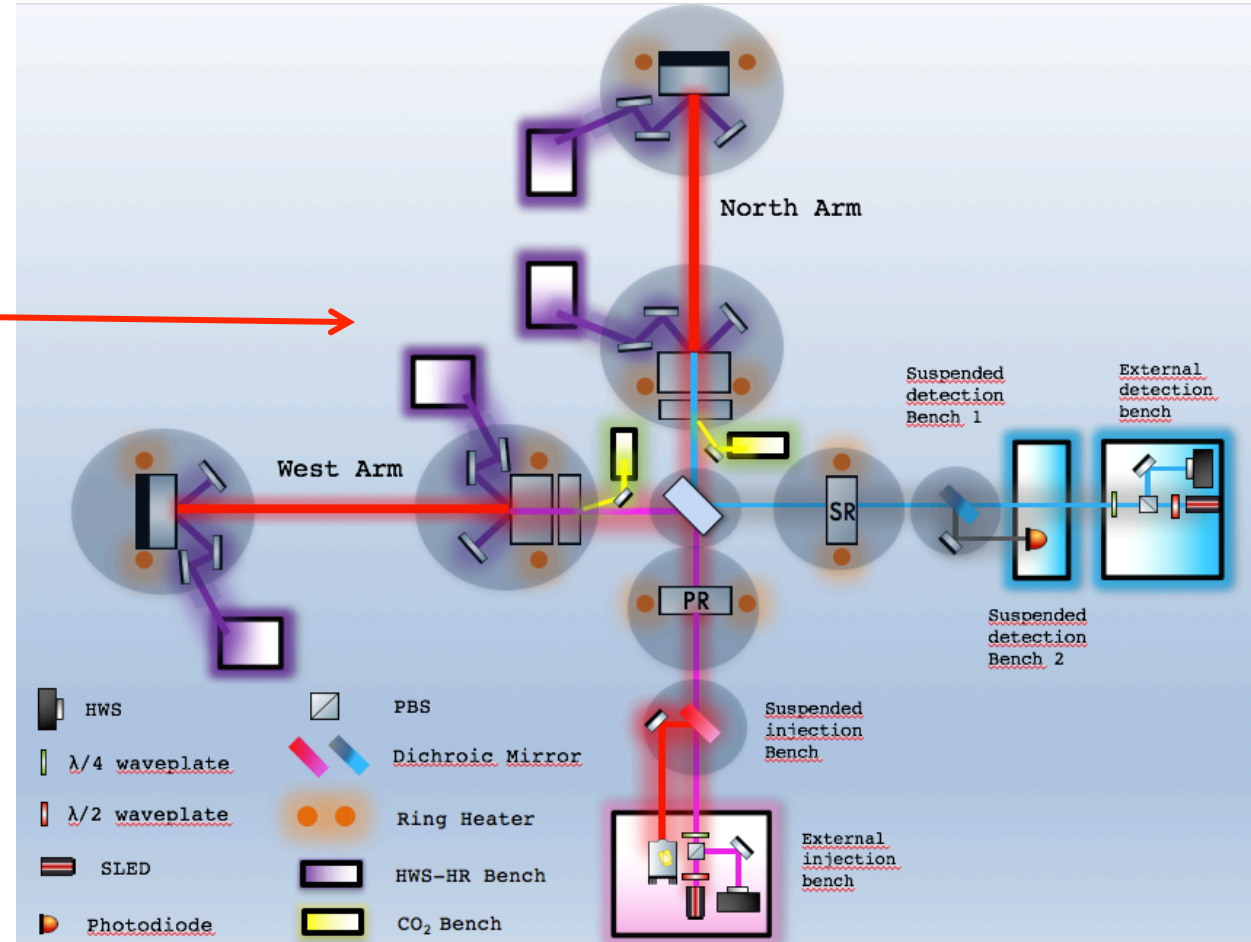 North Arm
Suspended
detection
Bench 1
External
detection
bench
West Arm
SR
PR
Suspended
detection
Bench 2
Suspended
injection
Bench
External
injection
bench
HWS
PBS
λ/4 waveplate
Dichroic Mirror
λ/2 waveplate
Ring Heater
SLED
HWS-HR Bench
Photodiode
CO₂ Bench